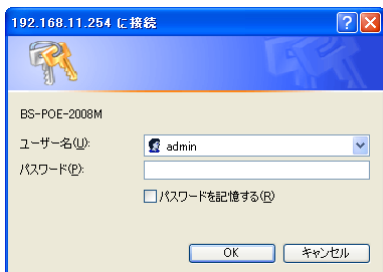 192.168.11.254 に接続
BS-POE-2008M
ユーザー名(U):
admin
パスワード(P):
パスワードを記憶する(R)
OK
キャンセル